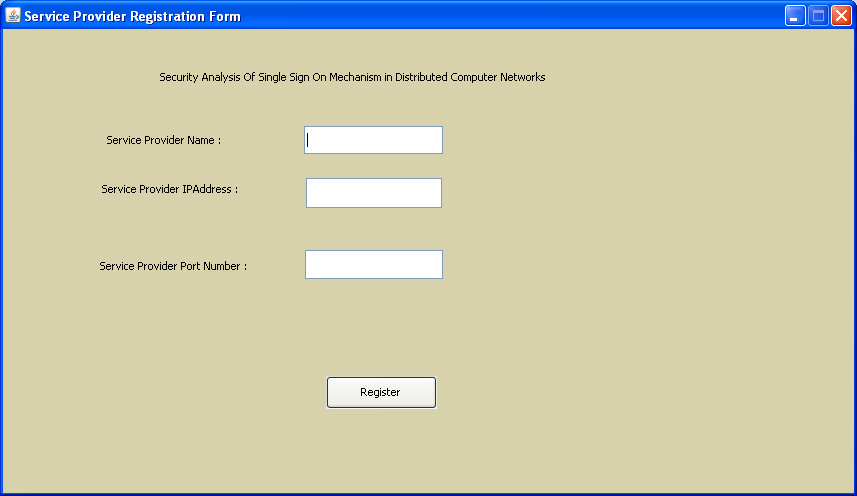 Service Provider Registration Form
Security Analysis Of Single Sign On Mechanism in Distributed Computer Networks
Service Provider Name :
Service Provider IPAddress :
Service Provider Port Number :
Register